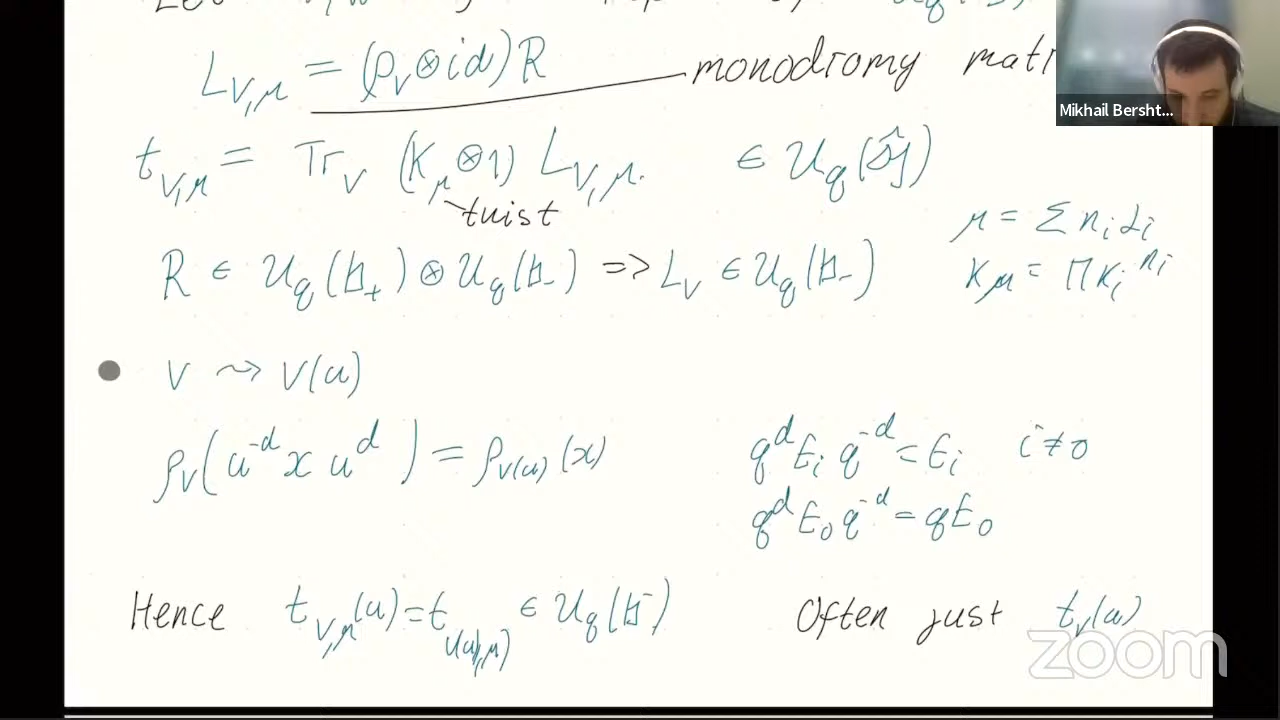 L_{V,μ} = (ρ_V ⊗ id) R — monodromy
Mikhail Bersht...
t_{V,μ} = Tr_V (K_μ ⊗ 1) L_{V,μ}. ∈ U_q(ĝ)
twist
μ = Σ n_i α_i
R ∈ U_q(b_+) ⊗ U_q(b_-) => L_V ∈ U_q(b_-)
K_μ = Π K_i^{n_i}
● V ⇝ V(u)
ρ_V(u^{-d} x u^d) = ρ_{V(u)}(x)
q^d E_i q^{-d} = E_i i ≠ 0
q^d E_0 q^{-d} = q E_0
Hence t_{V,μ}(u) = t_{V(u),μ)} ∈ U_q(b^-)
Often just t_V(u)
zoom